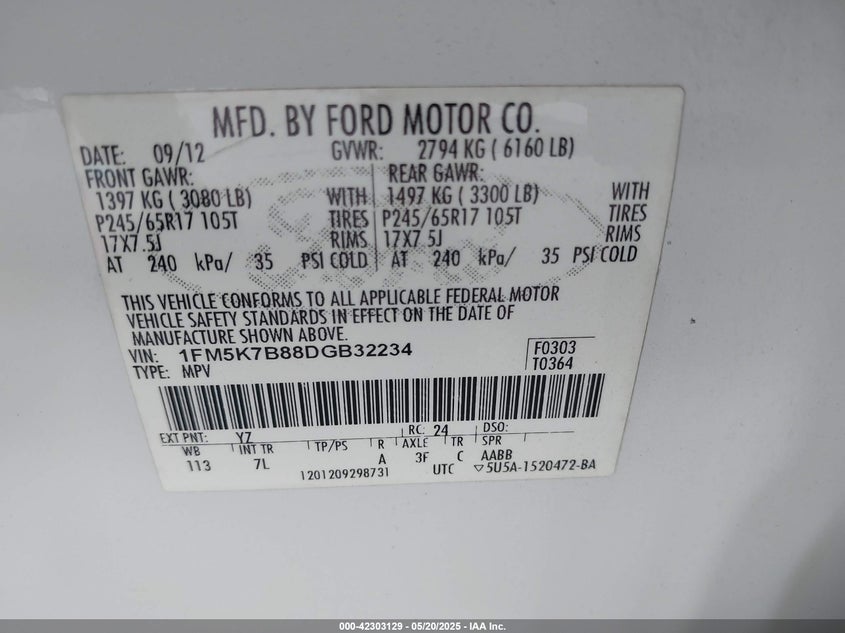 MFD. BY FORD MOTOR CO.
DATE: 09/12 GVWR: 2794 KG ( 6160 LB)
FRONT GAWR: REAR GAWR:
1397 KG ( 3080 LB) WITH 1497 KG ( 3300 LB) WITH
P245/65R17 105T TIRES P245/65R17 105T TIRES
17X7.5J RIMS 17X7.5J RIMS
AT 240 kPa/ 35 PSI COLD AT 240 kPa/ 35 PSI COLD
THIS VEHICLE CONFORMS TO ALL APPLICABLE FEDERAL MOTOR
VEHICLE SAFETY STANDARDS IN EFFECT ON THE DATE OF
MANUFACTURE SHOWN ABOVE.
VIN: 1FM5K7B88DGB32234 F0303
TYPE: MPV T0364
EXT PNT: YZ RC: 24 DSO:
WB INT TR TP/PS R AXLE TR SPR
113 7L A 3F C AABB
1201209298731 UTC ▽5U5A-1520472-BA
000-42303129 - 05/20/2025 - IAA Inc.